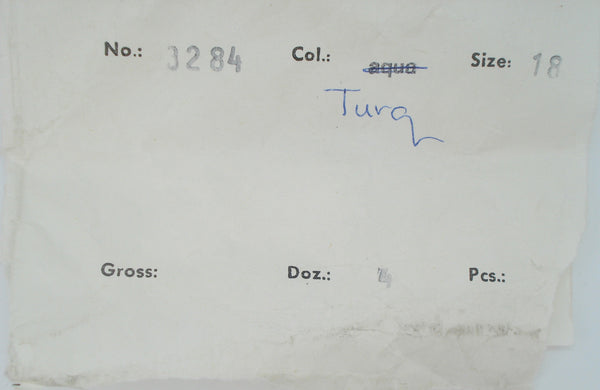 No.: 3284 Col.: aqua Size: 18
Turq
Gross: Doz.: 4 Pcs.: